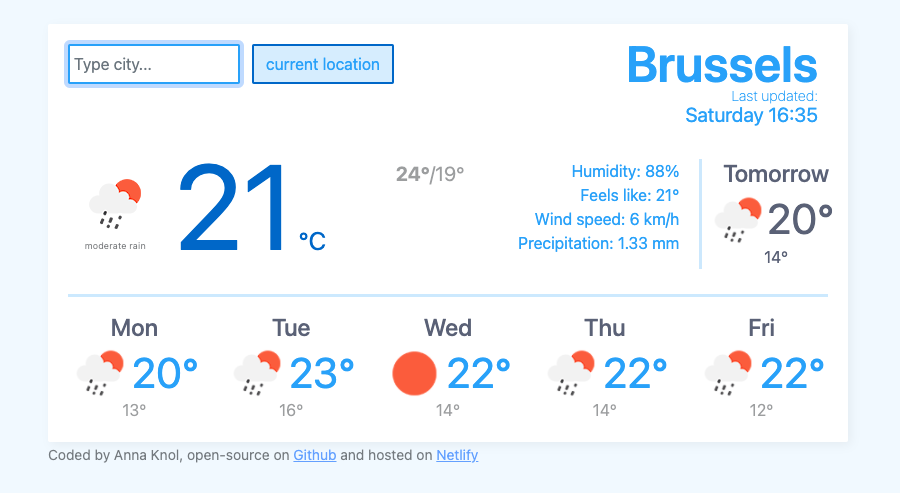 Type city...
current location
Brussels
Last updated:
Saturday 16:35
moderate rain
21 °C
24°/19°
Humidity: 88%
Feels like: 21°
Wind speed: 6 km/h
Precipitation: 1.33 mm
Tomorrow
20°
14°
Mon
20°
13°
Tue
23°
16°
Wed
22°
14°
Thu
22°
14°
Fri
22°
12°
Coded by Anna Knol, open-source on Github and hosted on Netlify